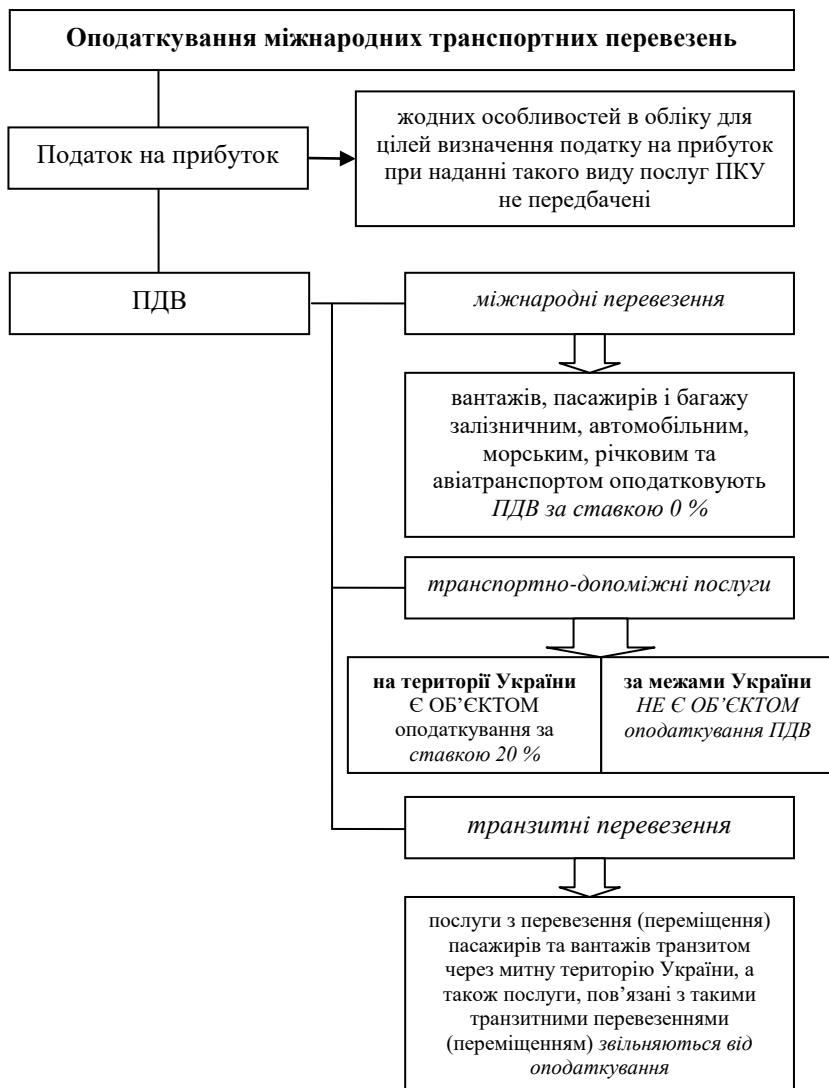 Оподаткування міжнародних транспортних перевезень
Податок на прибуток
жодних особливостей в обліку для
цілей визначення податку на прибуток
при наданні такого виду послуг ПКУ
не передбачені
ПДВ
міжнародні перевезення
вантажів, пасажирів і багажу
залізничним, автомобільним,
морським, річковим та
авіатранспортом оподатковують
ПДВ за ставкою 0 %
транспортно-допоміжні послуги
на території України
Є ОБ’ЄКТОМ
оподаткування за
ставкою 20 %
за межами України
НЕ Є ОБ’ЄКТОМ
оподаткування ПДВ
транзитні перевезення
послуги з перевезення (переміщення)
пасажирів та вантажів транзитом
через митну територію України, а
також послуги, пов’язані з такими
транзитними перевезеннями
(переміщенням) звільняються від
оподаткування